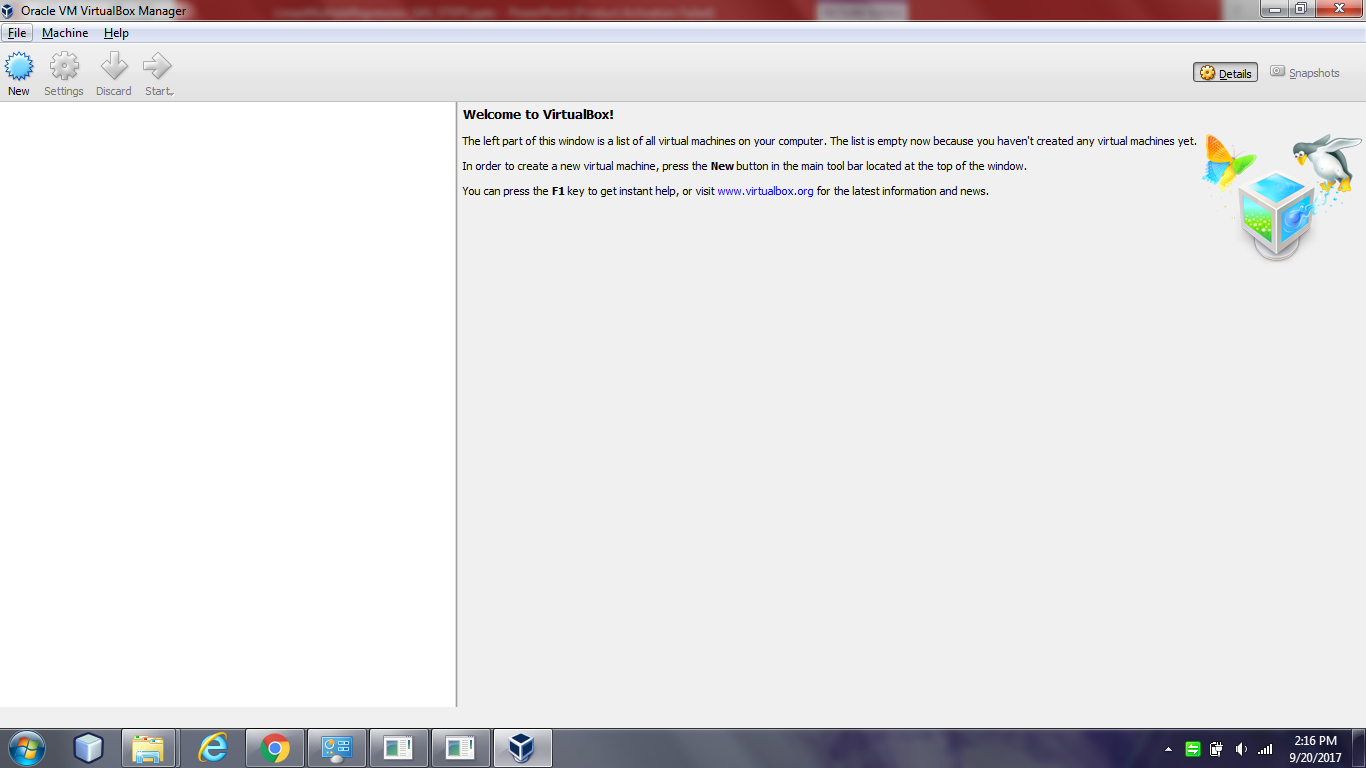 Oracle VM VirtualBox Manager
File Machine Help
New Settings Discard Start
Details Snapshots
Welcome to VirtualBox!
The left part of this window is a list of all virtual machines on your computer. The list is empty now because you haven't created any virtual machines yet.
In order to create a new virtual machine, press the New button in the main tool bar located at the top of the window.
You can press the F1 key to get instant help, or visit www.virtualbox.org for the latest information and news.
2:16 PM
9/20/2017